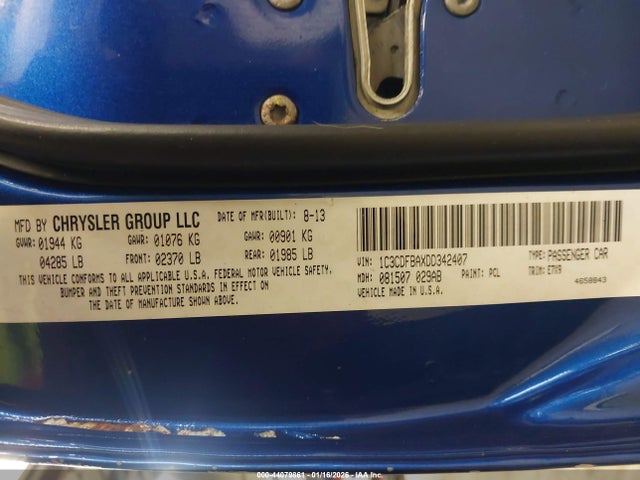 MFD BY CHRYSLER GROUP LLC DATE OF MFR(BUILT): 8-13
GVWR: 01944 KG GAWR: 01076 KG GAWR: 00901 KG
04285 LB FRONT: 02370 LB REAR: 01985 LB
THIS VEHICLE CONFORMS TO ALL APPLICABLE U.S.A. FEDERAL MOTOR VEHICLE SAFETY,
BUMPER AND THEFT PREVENTION STANDARDS IN EFFECT ON
THE DATE OF MANUFACTURE SHOWN ABOVE.
VIN: 1C3CDFBAXDD342407 TYPE: PASSENGER CAR
MDH: 081507 029AB PAINT: PCL TRIM: ETX9
VEHICLE MADE IN U.S.A. 4658843
000-44079861 - 01/16/2026 - IAA Inc.